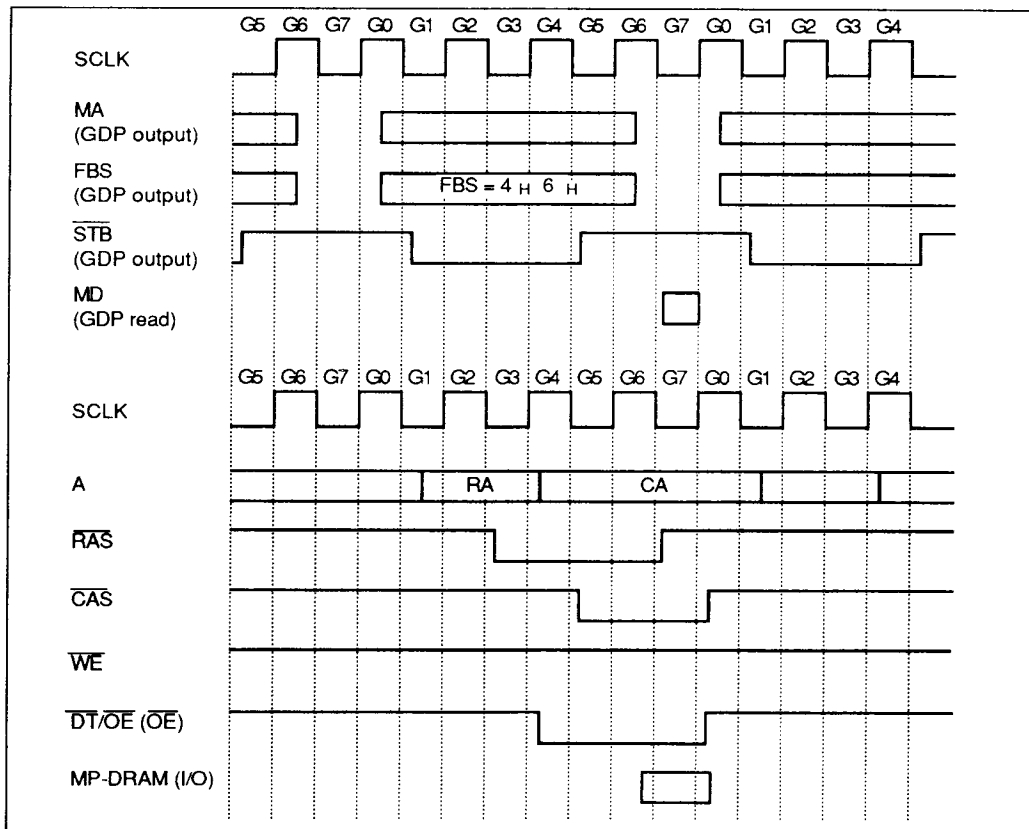 G5 G6 G7 G0 G1 G2 G3 G4 G5 G6 G7 G0 G1 G2 G3 G4
SCLK
MA
(GDP output)
FBS
(GDP output)
FBS = 4 H 6 H
STB
(GDP output)
MD
(GDP read)
G5 G6 G7 G0 G1 G2 G3 G4 G5 G6 G7 G0 G1 G2 G3 G4
SCLK
A
RA
CA
RAS
CAS
WE
DT/OE (OE)
MP-DRAM (I/O)